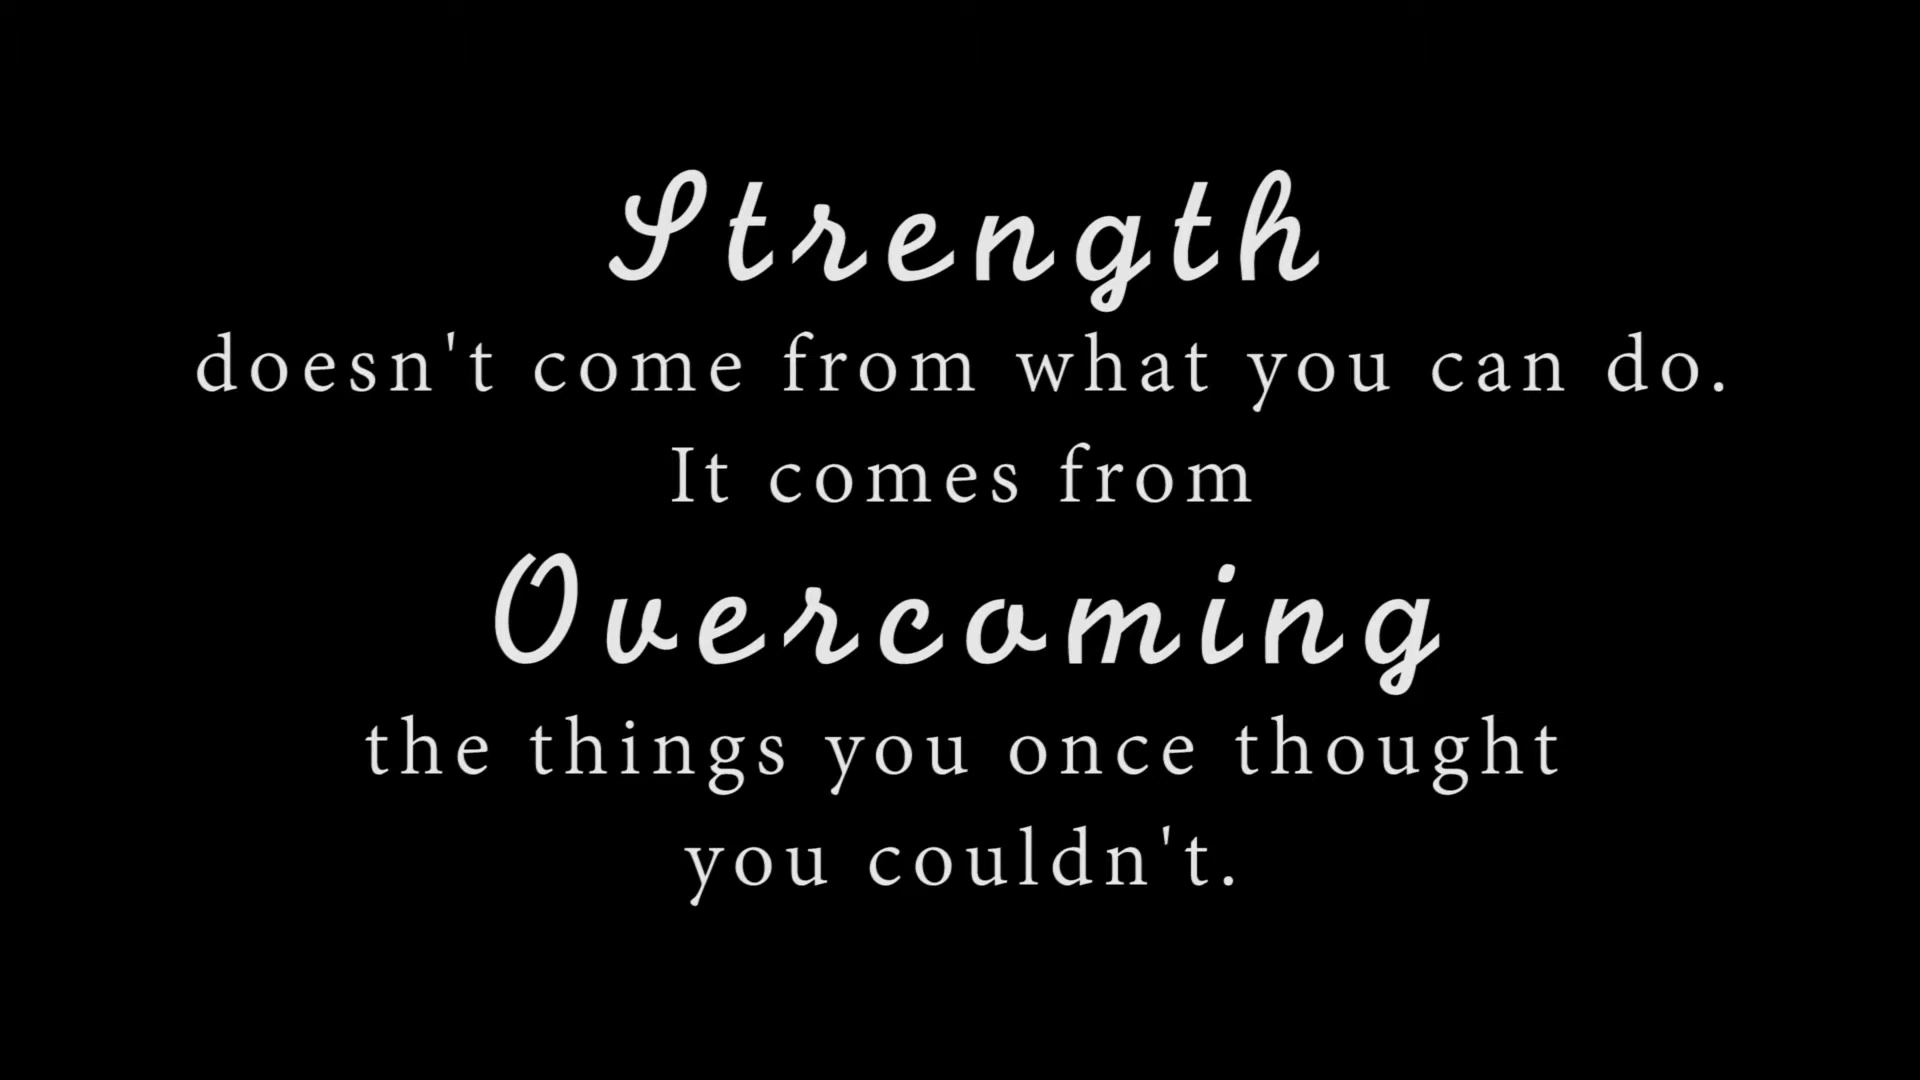 Strength
doesn't come from what you can do.
It comes from
Overcoming
the things you once thought
you couldn't.